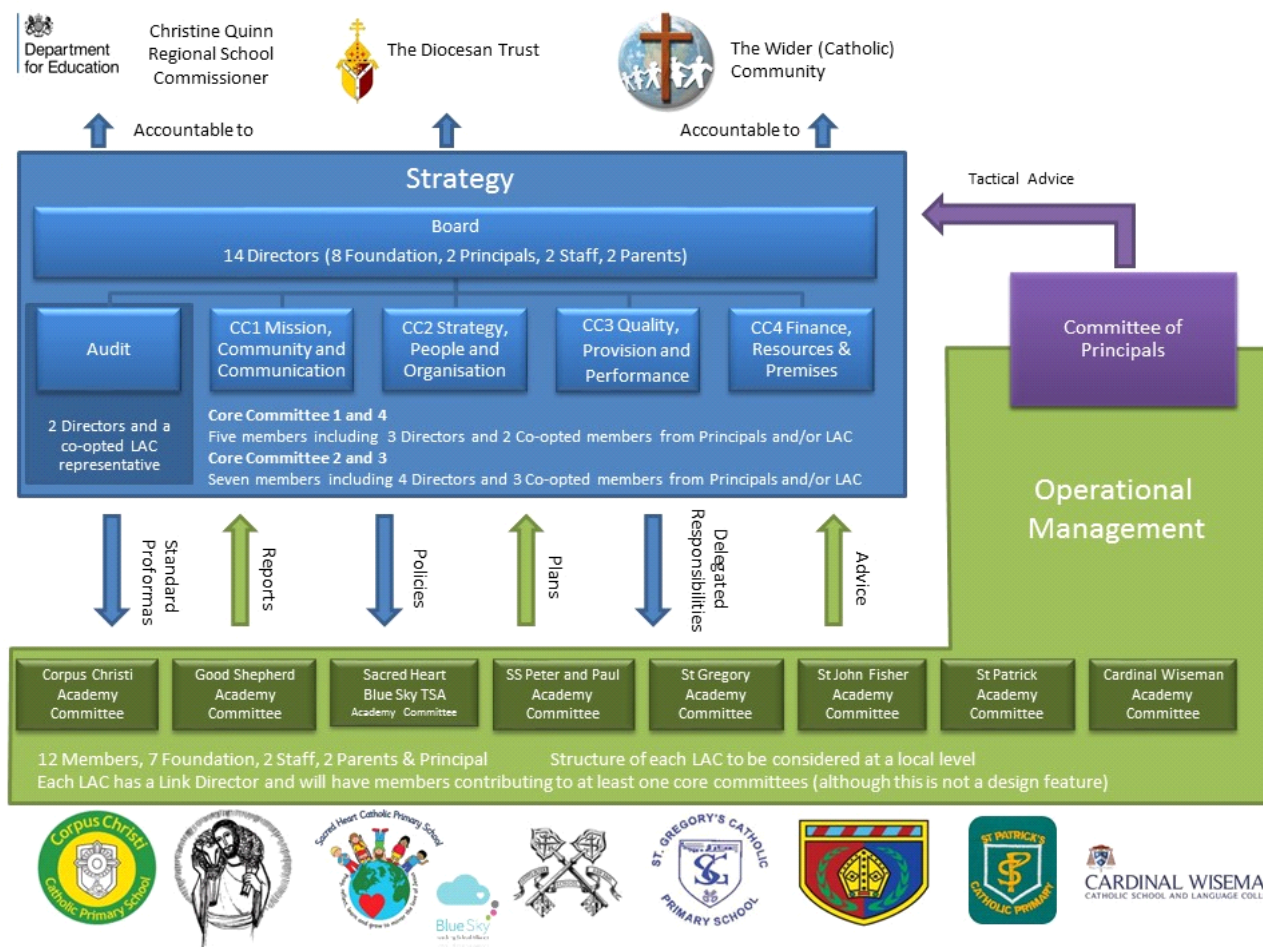 Department
for Education
Christine Quinn
Regional School
Commissioner
The Diocesan Trust
The Wider (Catholic)
Community
Accountable to
Accountable to
Strategy
Tactical Advice
Board
14 Directors (8 Foundation, 2 Principals, 2 Staff, 2 Parents)
Committee of
Principals
Audit
CC1 Mission,
Community and
Communication
CC2 Strategy,
People and
Organisation
CC3 Quality,
Provision and
Performance
CC4 Finance,
Resources &
Premises
2 Directors and a
co-opted LAC
representative
Core Committee 1 and 4
Five members including 3 Directors and 2 Co-opted members from Principals and/or LAC
Core Committee 2 and 3
Seven members including 4 Directors and 3 Co-opted members from Principals and/or LAC
Operational
Management
Standard
Proformas
Reports
Policies
Plans
Delegated
Responsibilities
Advice
Corpus Christi
Academy
Committee
Good Shepherd
Academy
Committee
Sacred Heart
Blue Sky TSA
Academy Committee
SS Peter and Paul
Academy
Committee
St Gregory
Academy
Committee
St John Fisher
Academy
Committee
St Patrick
Academy
Committee
Cardinal Wiseman
Academy
Committee
12 Members, 7 Foundation, 2 Staff, 2 Parents & Principal
Structure of each LAC to be considered at a local level
Each LAC has a Link Director and will have members contributing to at least one core committees (although this is not a design feature)
Corpus Christi
Catholic Primary School
Sacred Heart Catholic Primary School
Blue Sky
ST. GREGORY'S CATHOLIC
PRIMARY SCHOOL
ST PATRICK'S
CATHOLIC PRIMARY
CARDINAL WISEMA
CATHOLIC SCHOOL AND LANGUAGE COLL